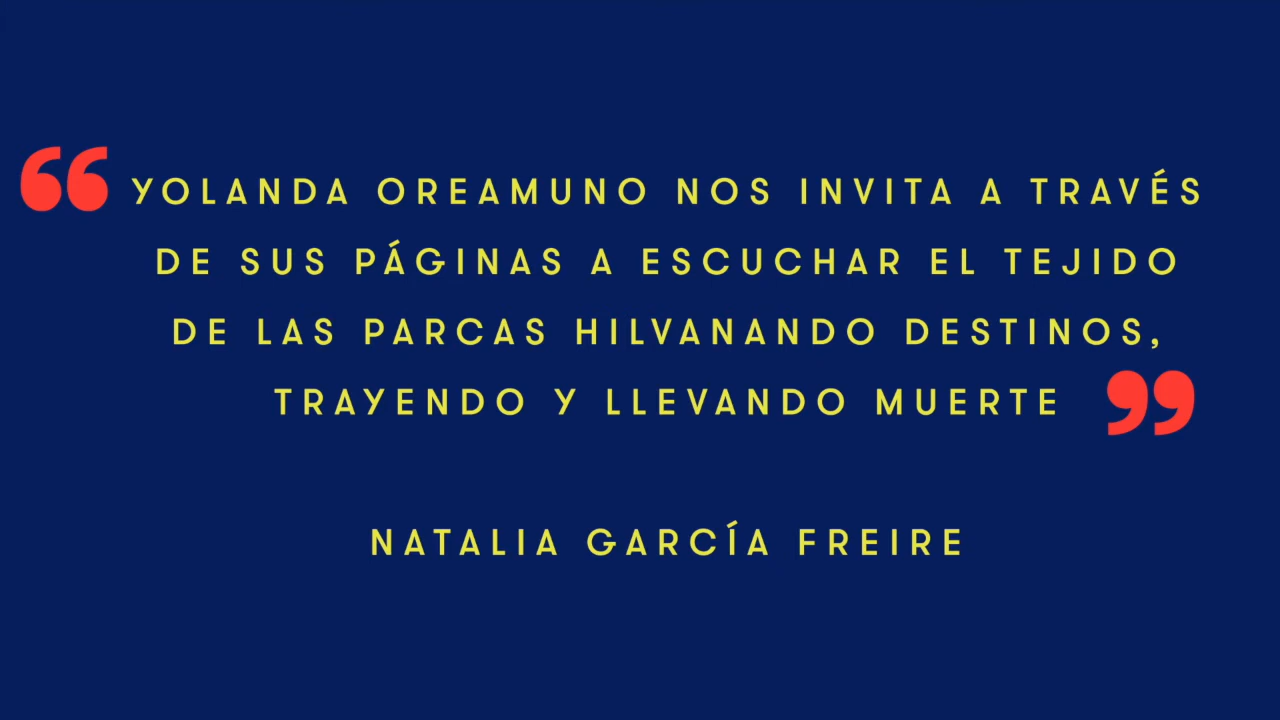 “YOLANDA OREAMUNO NOS INVITA A TRAVÉS
DE SUS PÁGINAS A ESCUCHAR EL TEJIDO
DE LAS PARCAS HILVANANDO DESTINOS,
TRAYENDO Y LLEVANDO MUERTE”
NATALIA GARCÍA FREIRE